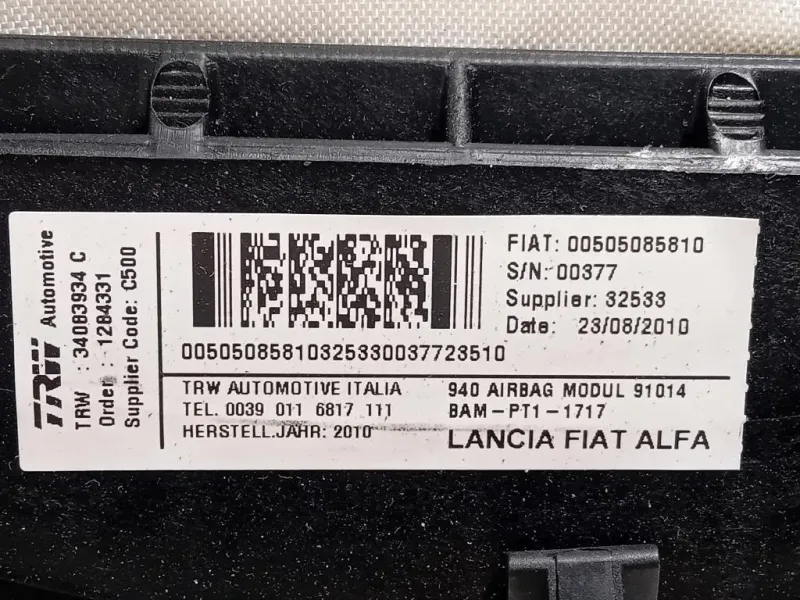 TRW Automotive
TRW : 34083934 C
Order : 1284331
Supplier Code: C500
FIAT: 00505085810
S/N: 00377
Supplier: 32533
Date: 23/08/2010
00505085810325330037723510
TRW AUTOMOTIVE ITALIA
TEL. 0039 011 6817 111
HERSTELL.JAHR: 2010
940 AIRBAG MODUL 91014
BAM-PT1-1717
LANCIA FIAT ALFA